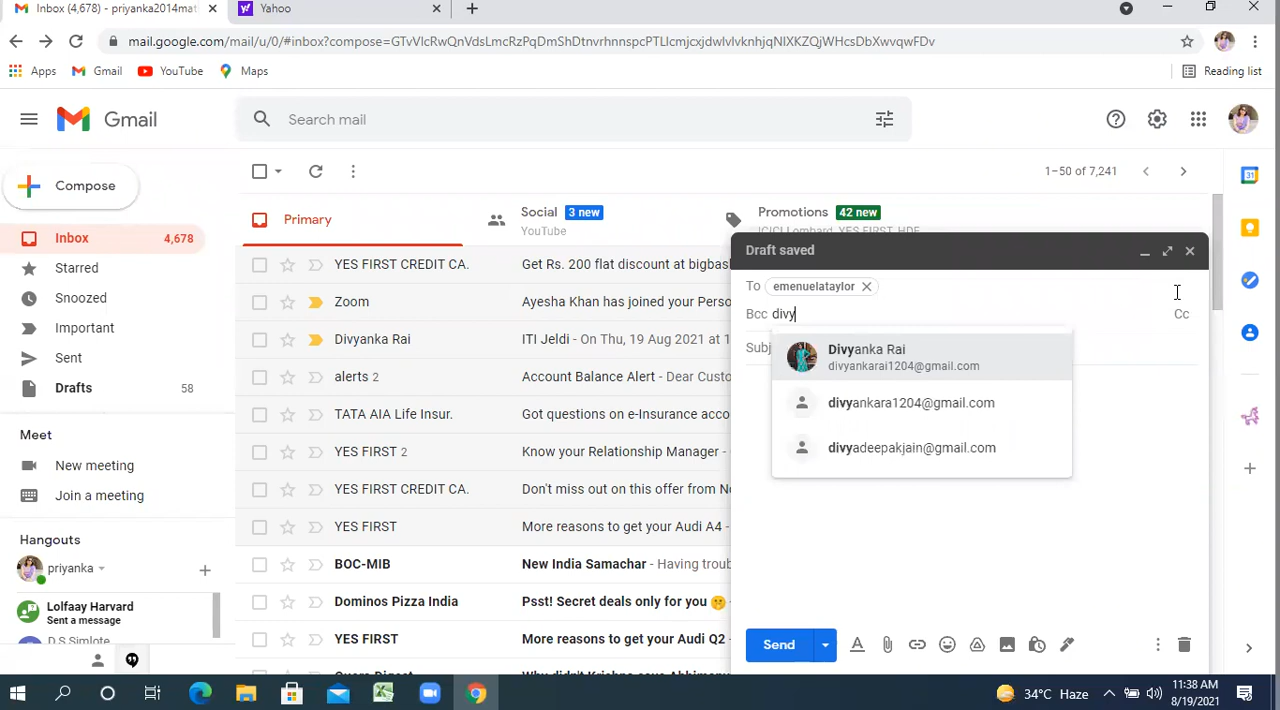 Inbox (4,678) - priyanka2014mat
Yahoo
mail.google.com/mail/u/0/#inbox?compose=GTvVlcRwQnVdsLmcRzPqDmShDtnvrhnnspcPTLlcmjcxjdwlvlvknhjqNlXKZQjWHcsDbXwvqwFDv
Apps
Gmail
YouTube
Maps
Reading list
Gmail
Search mail
Compose
1–50 of 7,241
Inbox 4,678
Starred
Snoozed
Important
Sent
Drafts 58
Meet
New meeting
Join a meeting
Hangouts
priyanka
Lolfaay Harvard
Sent a message
D S Simlote
Primary
Social 3 new
YouTube
Promotions 42 new
ICICI Lombard, YES FIRST, HDF
YES FIRST CREDIT CA. Get Rs. 200 flat discount at bigbas
Zoom Ayesha Khan has joined your Perso
Divyanka Rai ITI Jeldi - On Thu, 19 Aug 2021 at
alerts 2 Account Balance Alert - Dear Custo
TATA AIA Life Insur. Got questions on e-Insurance acco
YES FIRST 2 Know your Relationship Manager -
YES FIRST CREDIT CA. Don't miss out on this offer from N
YES FIRST More reasons to get your Audi A4 -
BOC-MIB New India Samachar - Having troub
Dominos Pizza India Psst! Secret deals only for you 🤫
YES FIRST More reasons to get your Audi Q2 -
Draft saved
To emenuelataylor
Bcc divy Cc
Subj
Divyanka Rai
divyankarai1204@gmail.com
divyankara1204@gmail.com
divyadeepakjain@gmail.com
Send
34°C Haze
11:38 AM
8/19/2021